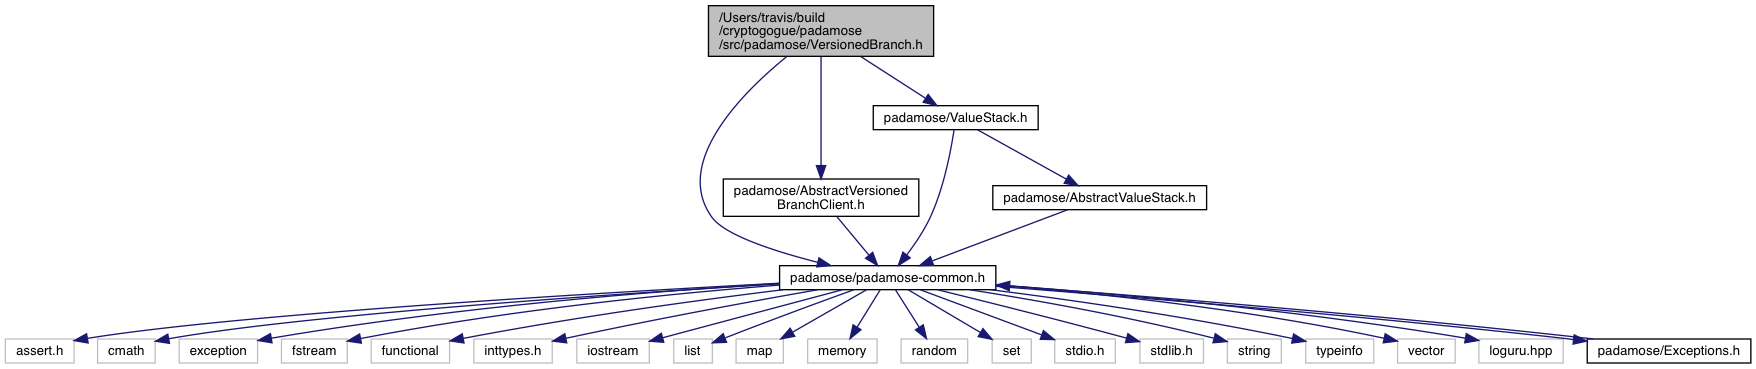 /Users/travis/build
/cryptogogue/padamose
/src/padamose/VersionedBranch.h
padamose/ValueStack.h
padamose/AbstractVersioned
BranchClient.h
padamose/AbstractValueStack.h
padamose/padamose-common.h
assert.h
cmath
exception
fstream
functional
inttypes.h
iostream
list
map
memory
random
set
stdio.h
stdlib.h
string
typeinfo
vector
loguru.hpp
padamose/Exceptions.h